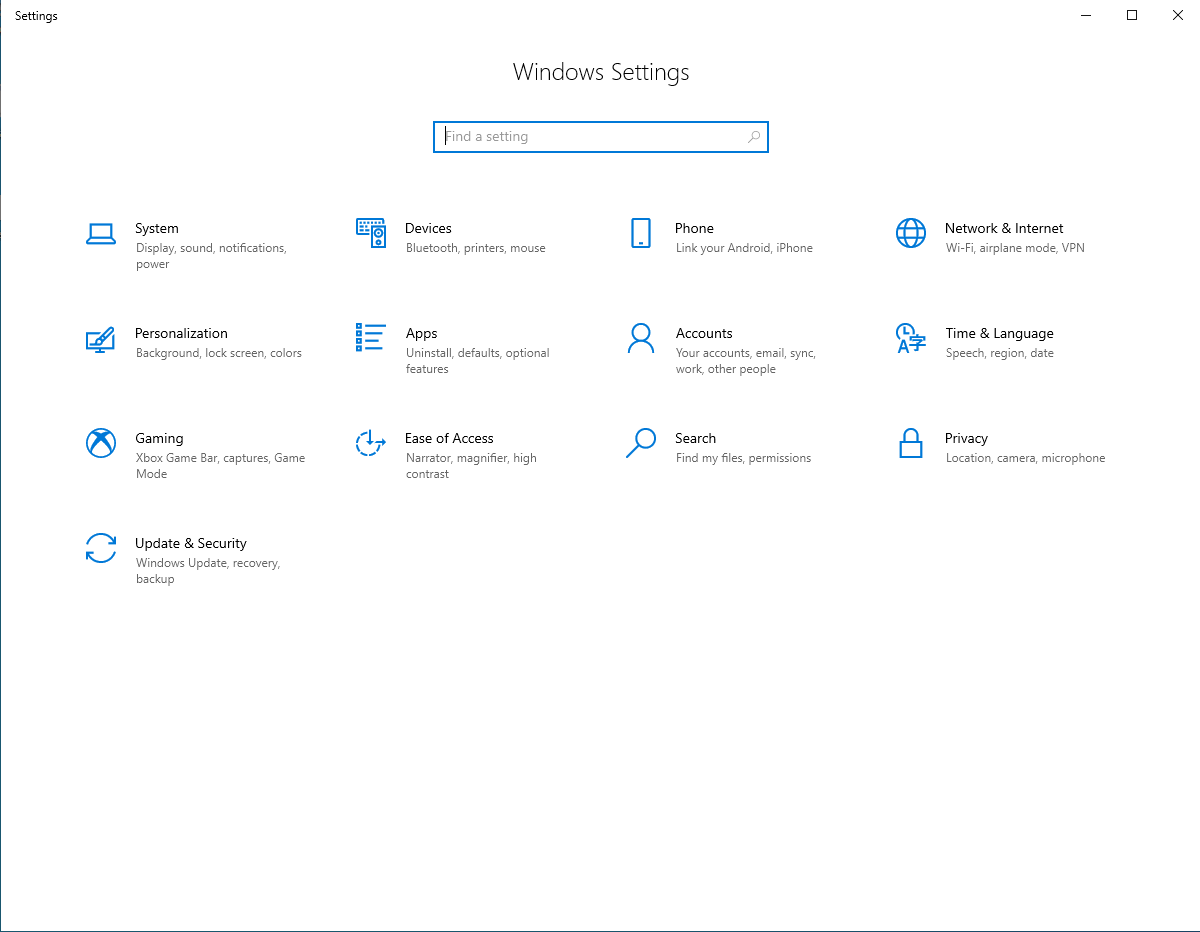 Settings
Windows Settings
Find a setting
System
Display, sound, notifications,
power
Devices
Bluetooth, printers, mouse
Phone
Link your Android, iPhone
Network & Internet
Wi-Fi, airplane mode, VPN
Personalization
Background, lock screen, colors
Apps
Uninstall, defaults, optional
features
Accounts
Your accounts, email, sync,
work, other people
Time & Language
Speech, region, date
Gaming
Xbox Game Bar, captures, Game
Mode
Ease of Access
Narrator, magnifier, high
contrast
Search
Find my files, permissions
Privacy
Location, camera, microphone
Update & Security
Windows Update, recovery,
backup